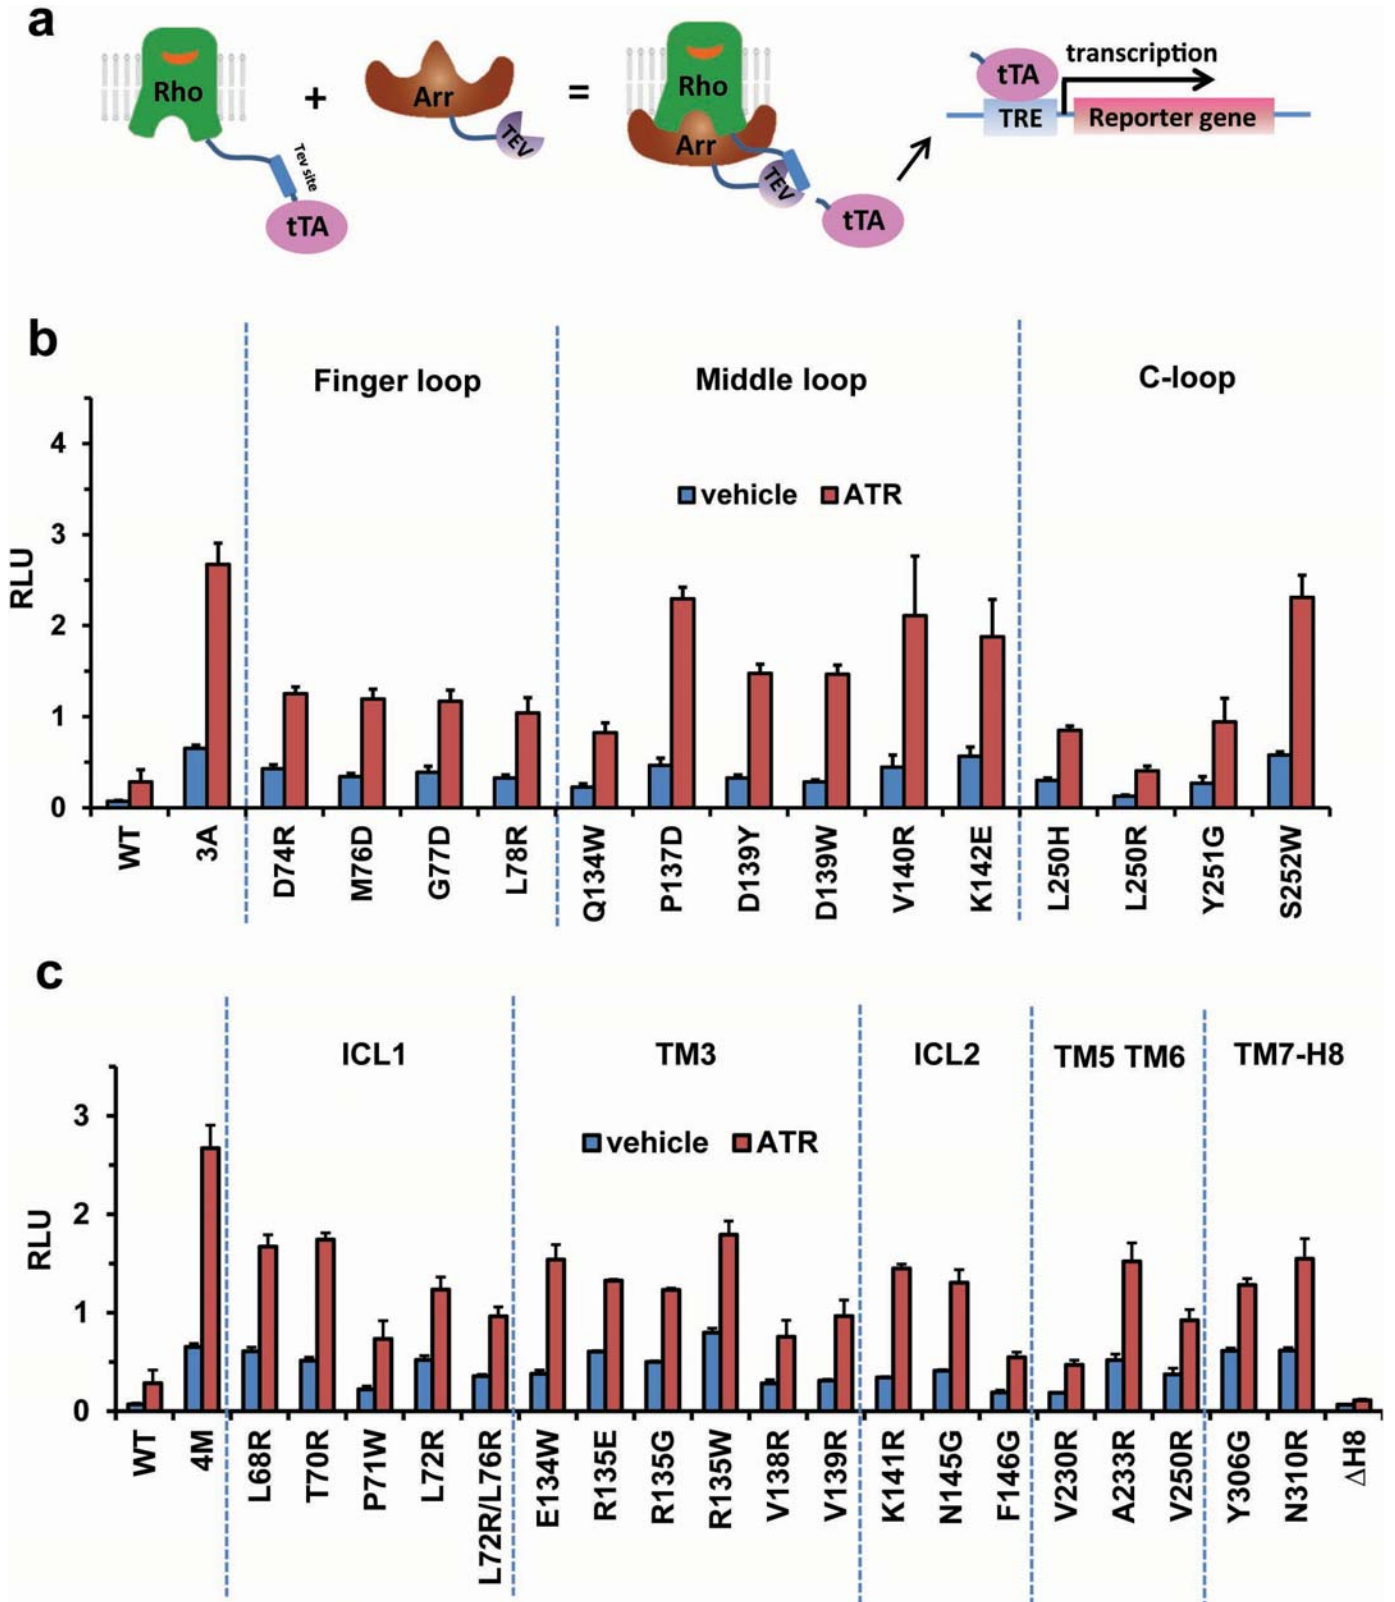 a
Rho
+
Arr
TEV
=
Tev site
tTA
Rho
Arr
TEV
tTA
tTA
transcription
TRE
Reporter gene
b
Finger loop
Middle loop
C-loop
vehicle
ATR
RLU
4
3
2
1
0
WT
3A
D74R
M76D
G77D
L78R
Q134W
P137D
D139Y
D139W
V140R
K142E
L250H
L250R
Y251G
S252W
c
ICL1
TM3
ICL2
TM5 TM6
TM7-H8
vehicle
ATR
RLU
3
2
1
0
WT
4M
L68R
T70R
P71W
L72R
L72R/L76R
E134W
R135E
R135G
R135W
V138R
V139R
K141R
N145G
F146G
V230R
A233R
V250R
Y306G
N310R
△H8